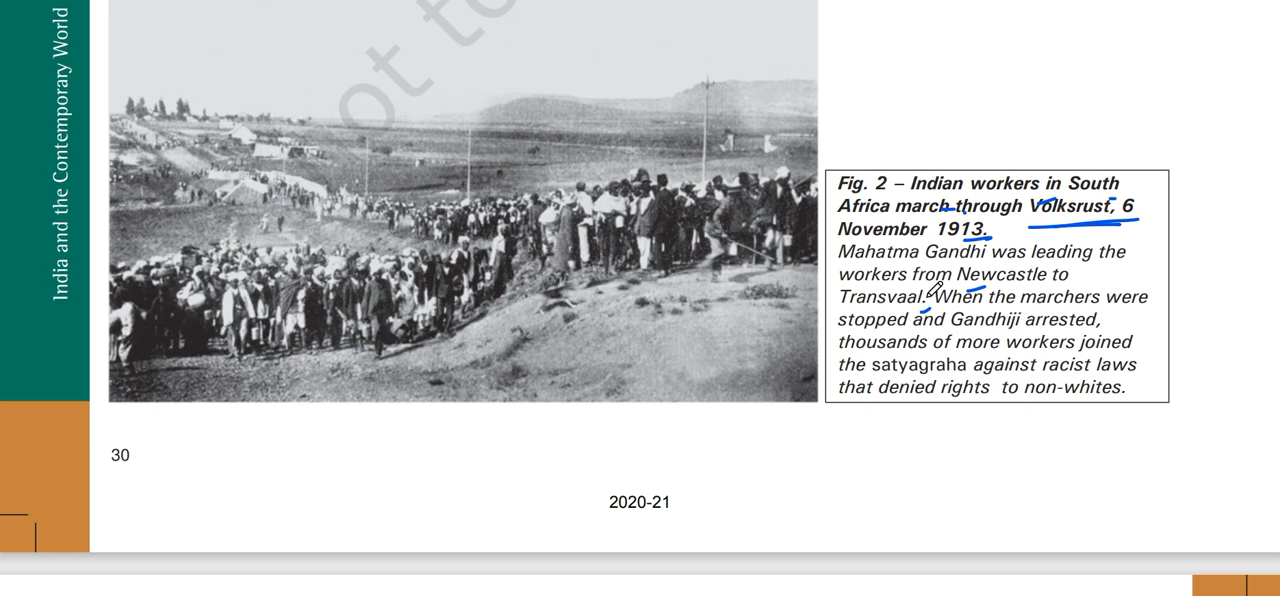 India and the Contemporary World
ot to
Fig. 2 – Indian workers in South
Africa march through Volksrust, 6
November 1913.
Mahatma Gandhi was leading the
workers from Newcastle to
Transvaal. When the marchers were
stopped and Gandhiji arrested,
thousands of more workers joined
the satyagraha against racist laws
that denied rights to non-whites.
30
2020-21